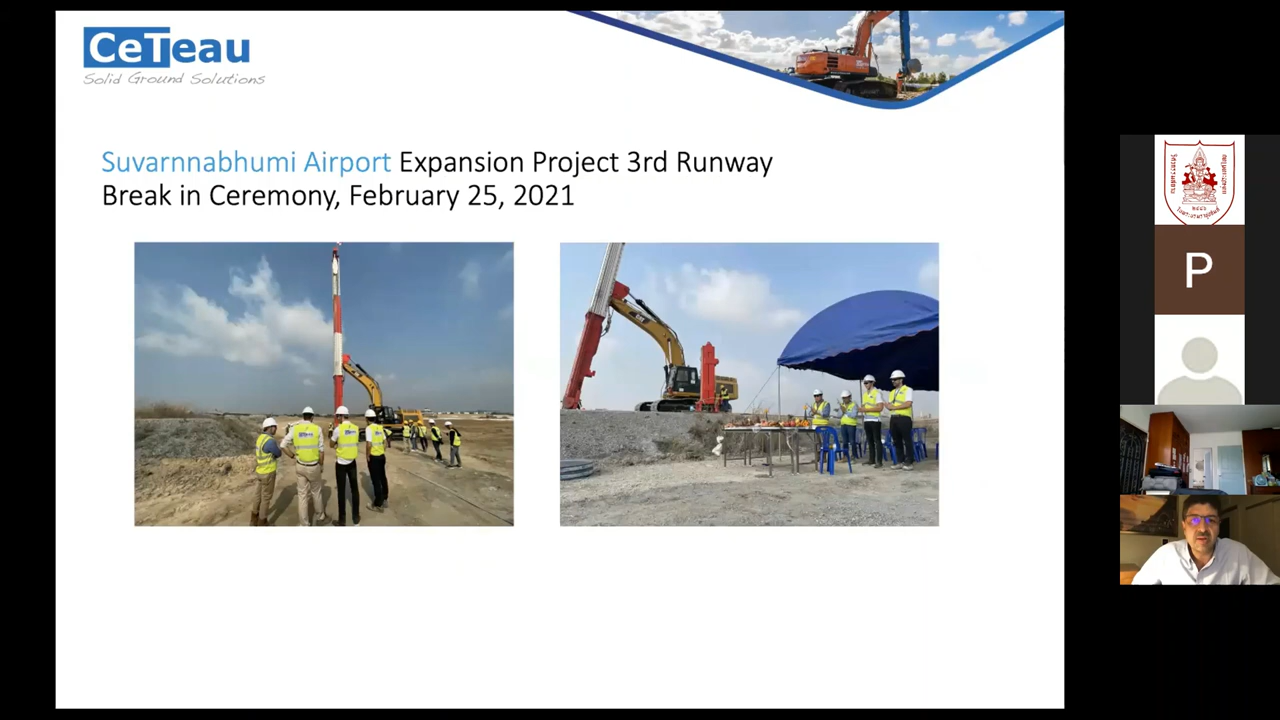 CeTeau
Solid Ground Solutions
Suvarnnabhumi Airport Expansion Project 3rd Runway
Break in Ceremony, February 25, 2021
P